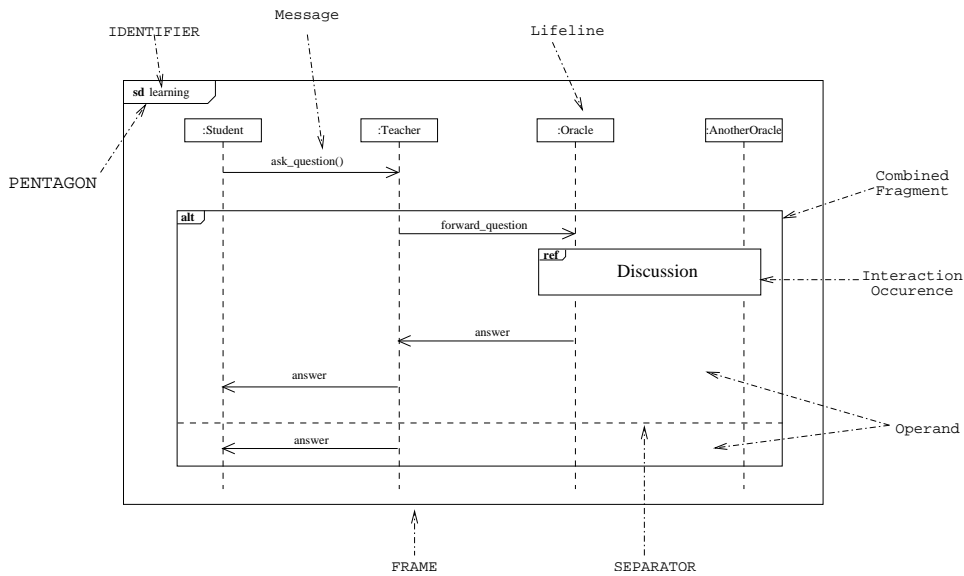 Message
IDENTIFIER
Lifeline
sd learning
:Student
:Teacher
:Oracle
:AnotherOracle
ask_question()
PENTAGON
Combined
Fragment
alt
forward_question
ref
Discussion
Interaction
Occurence
answer
answer
Operand
answer
FRAME
SEPARATOR